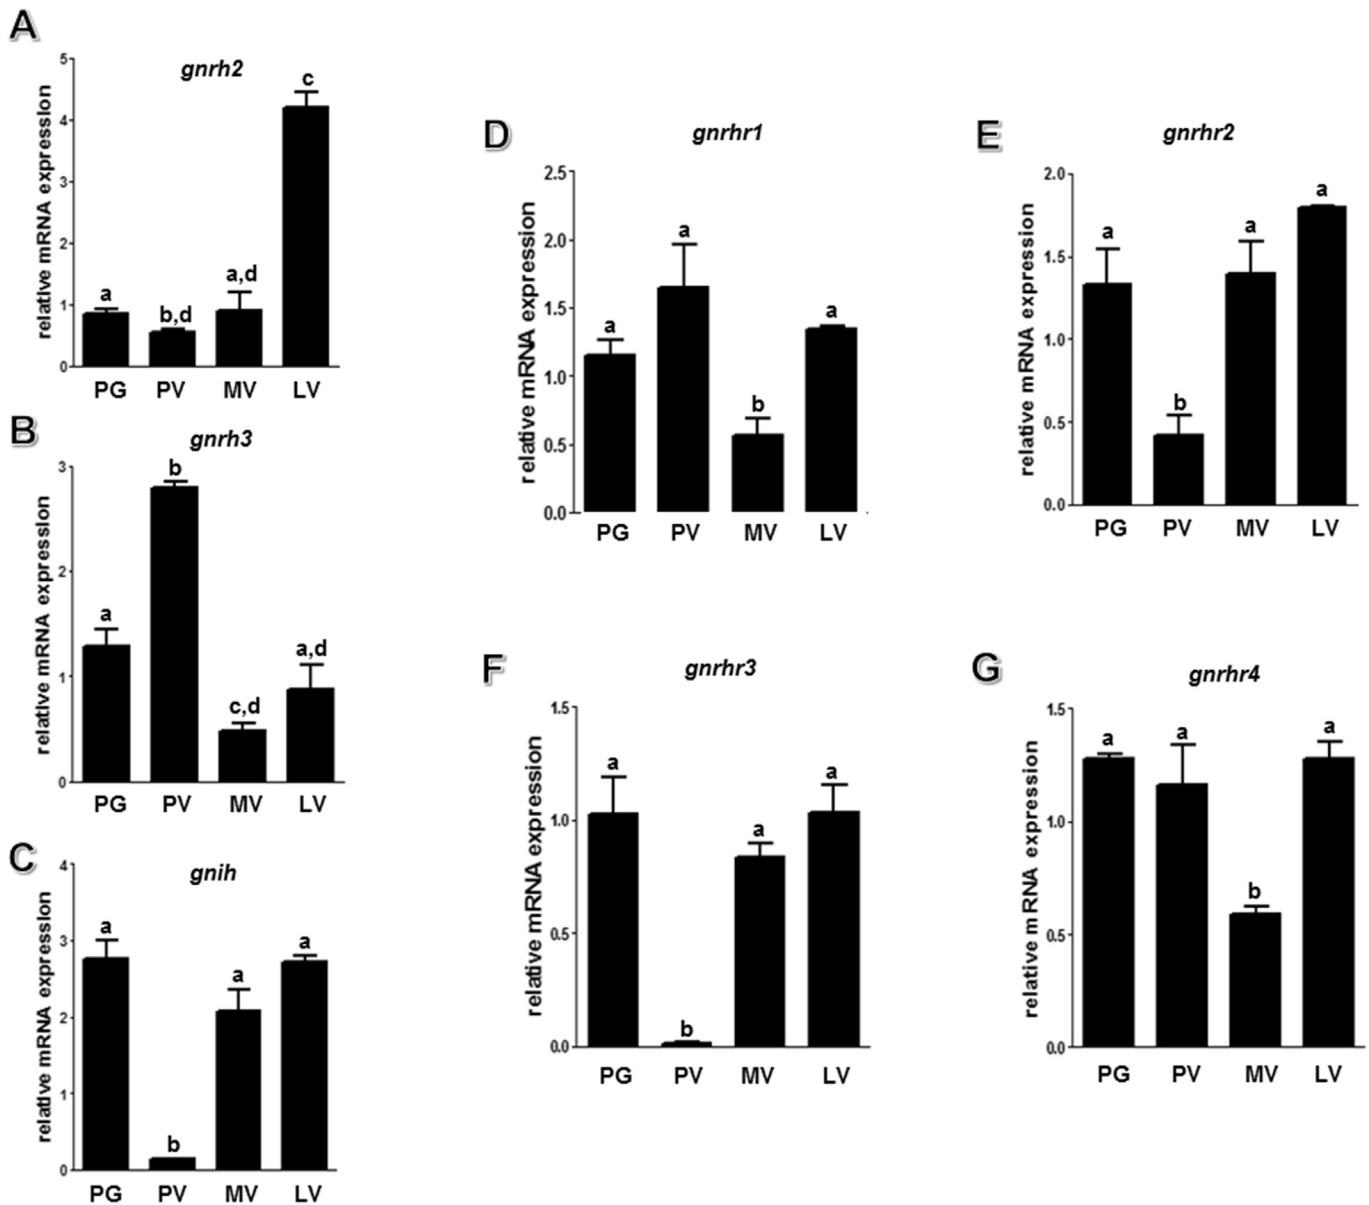 A
gnrh2
relative mRNA expression
5
4
3
2
1
0
a
b,d
a,d
c
PG PV MV LV
B
gnrh3
relative mRNA expression
3
2
1
0
a
b
c,d
a,d
PG PV MV LV
C
gnih
relative mRNA expression
4
3
2
1
0
a
b
a
a
PG PV MV LV
D
gnrhr1
relative mRNA expression
2.5
2.0
1.5
1.0
0.5
0.0
a
a
b
a
PG PV MV LV
E
gnrhr2
relative mRNA expression
2.0
1.5
1.0
0.5
0.0
a
b
a
a
PG PV MV LV
F
gnrhr3
relative mRNA expression
1.5
1.0
0.5
0.0
a
b
a
a
PG PV MV LV
G
gnrhr4
relative mRNA expression
1.5
1.0
0.5
0.0
a
a
b
a
PG PV MV LV